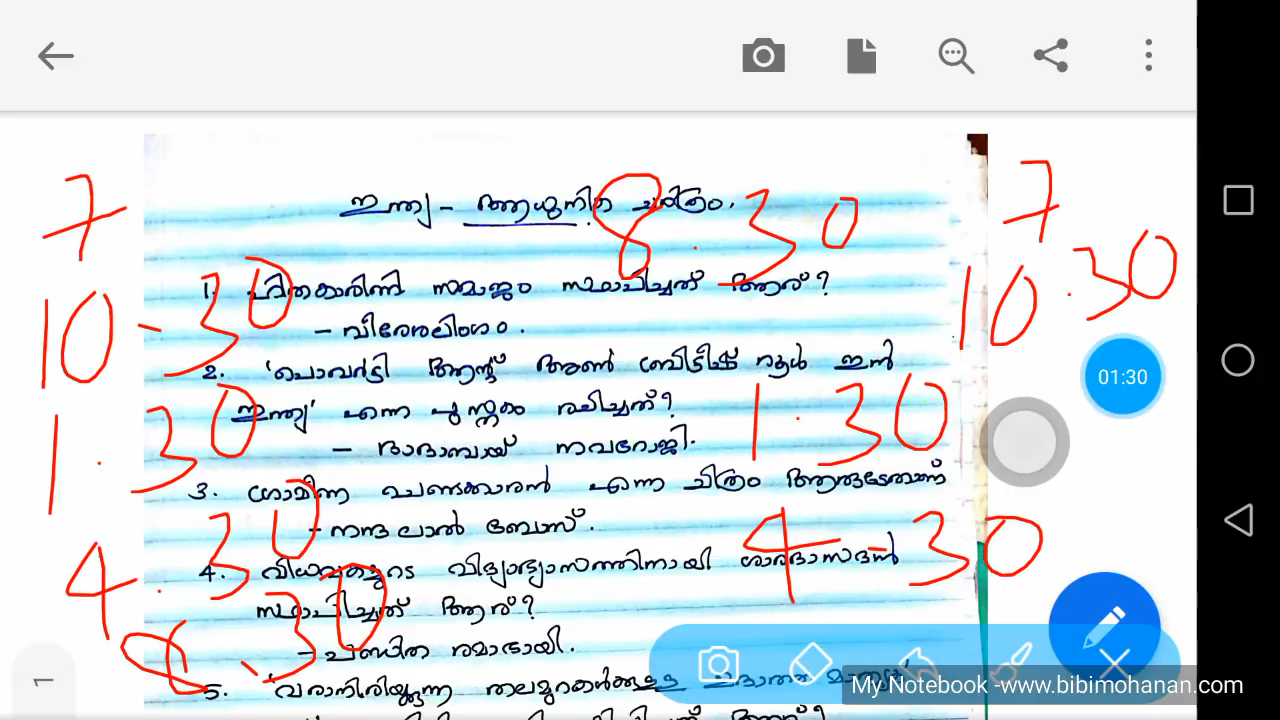 ഇന്ത്യ - ആധുനിക ചരിത്രം.
7
8.30
7
1. ഹിതകാരിണി സമാജം സ്ഥാപിച്ചത് ആര്?
10-30
10.30
- വീരേശലിംഗം.
01:30
2. 'പൊവർട്ടി ആന്റ് അൺ ബ്രിട്ടീഷ് റൂൾ ഇൻ
ഇന്ത്യ' എന്ന പുസ്തകം രചിച്ചത്?
1.30
1.30
- ദാദാഭായ് നവറോജി.
3. ഗ്രാമീണ ചെണ്ടക്കാരൻ എന്ന ചിത്രം ആരുടേതാണ്
- നന്ദലാൽ ബോസ്.
4.30
4-30
4. വിധവകളുടെ വിദ്യാഭ്യാസത്തിനായി ശാരദാസദൻ
സ്ഥാപിച്ചത് ആര്?
8.30
- പണ്ഡിത രമാഭായി.
5. 'വരാനിരിയ്ക്കുന്ന തലമുറകൾക്കുള്ള ഉദാത്ത
My Notebook -www.bibimohanan.com
1